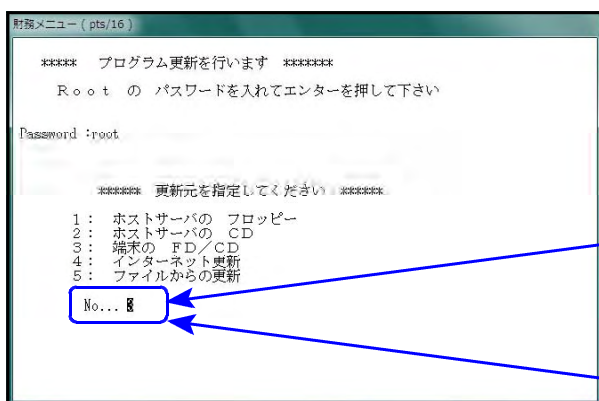 財務メニュー ( pts/16 )
***** プログラム更新を行います *******
Root の パスワードを入れてエンターを押して下さい
Password :root
****** 更新元を指定してください ******
1: ホストサーバの フロッピー
2: ホストサーバの CD
3: 端末の FD/CD
4: インターネット更新
5: ファイルからの更新
No...